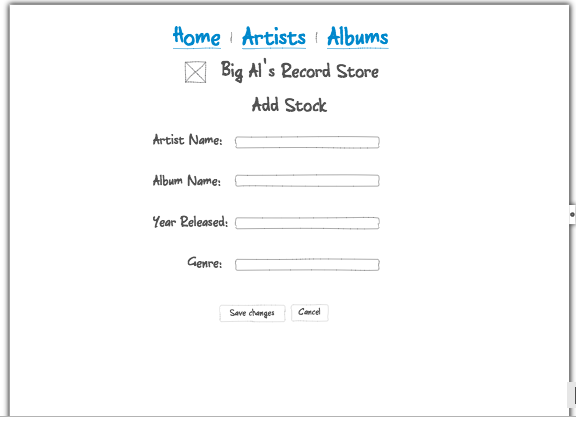 Home | Artists | Albums
Big Al's Record Store
Add Stock
Artist Name:
Album Name:
Year Released:
Genre:
Save changes Cancel